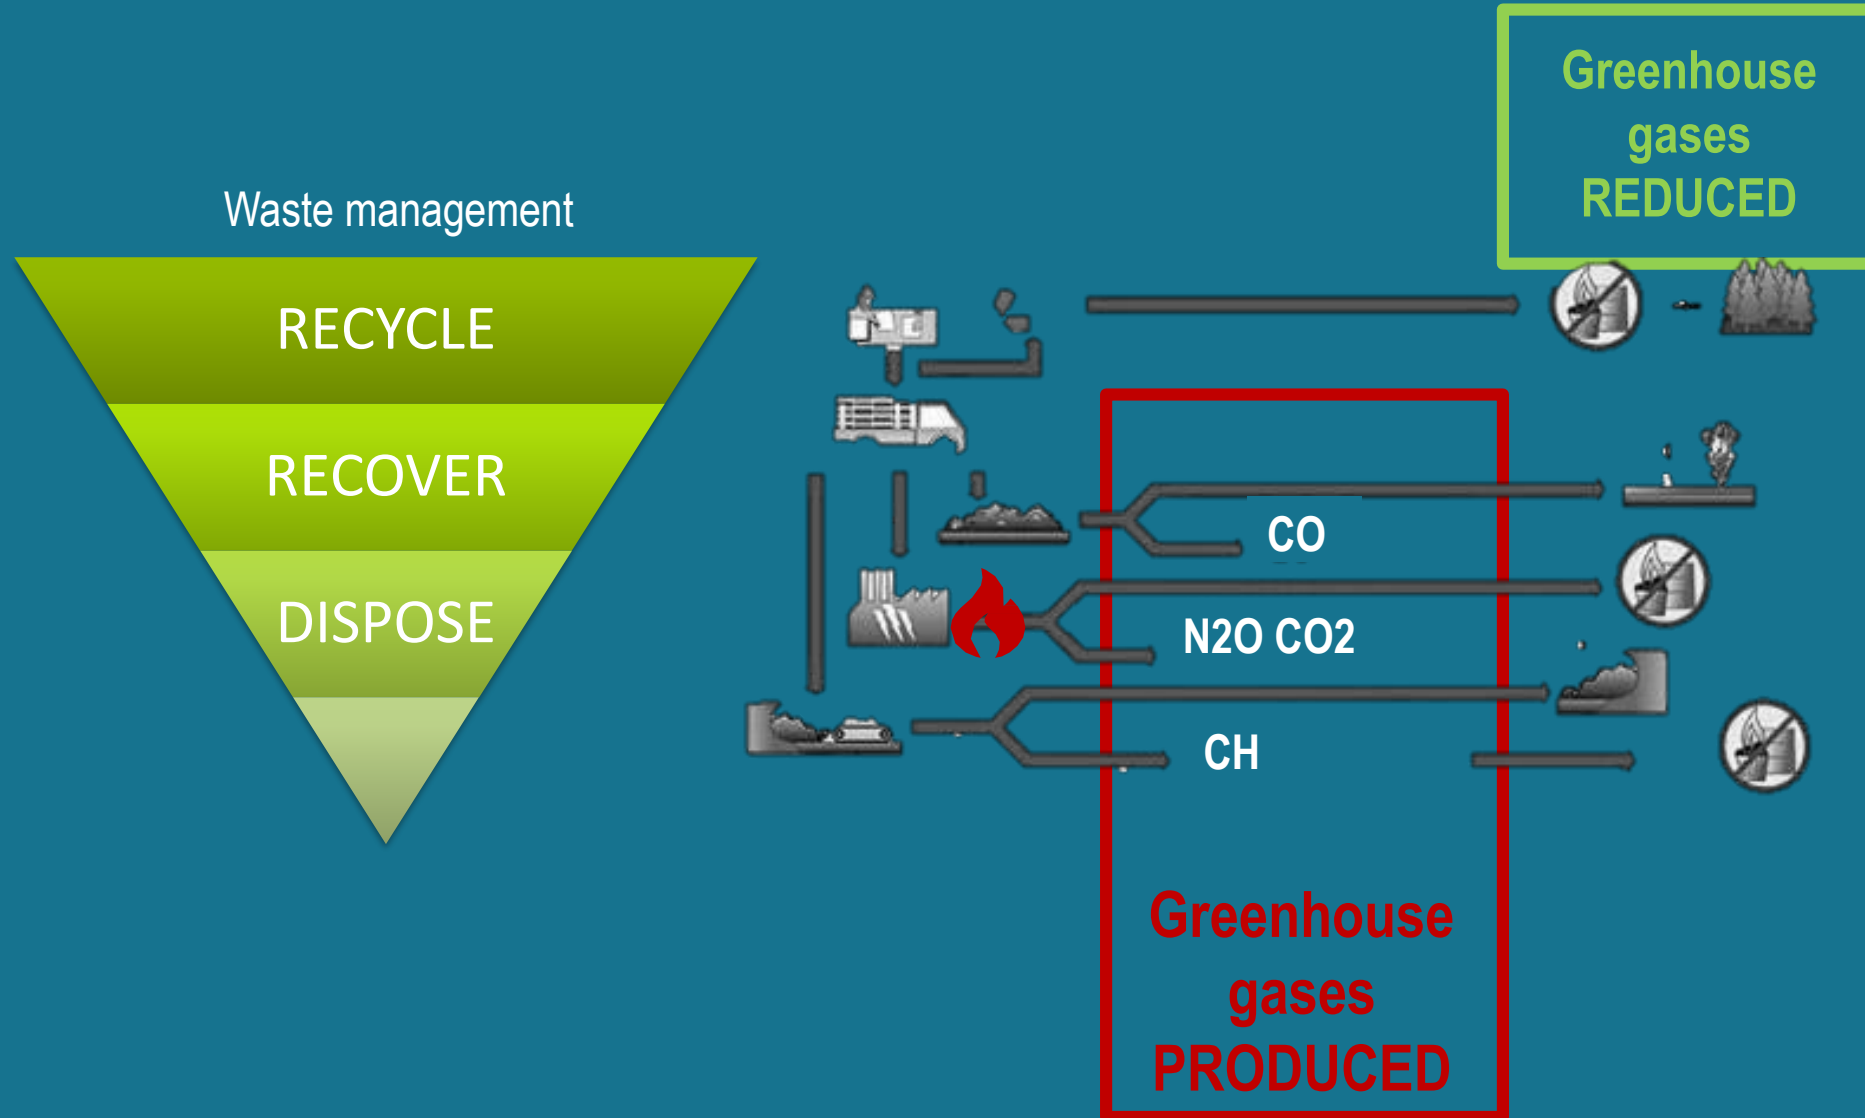 Greenhouse
gases
REDUCED
Waste management
RECYCLE
RECOVER
DISPOSE
CO
N2O CO2
CH
Greenhouse
gases
PRODUCED